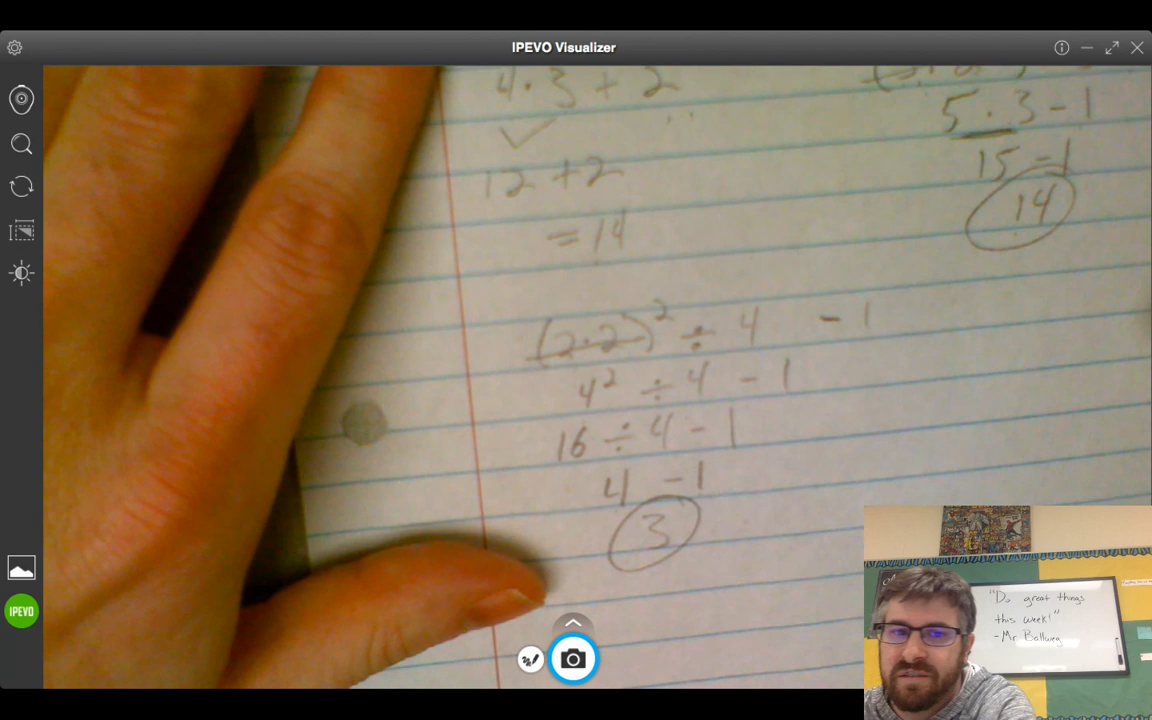 IPEVO Visualizer
4 · 3 + 2
12 + 2
= 14
5 · 3 - 1
15 - 1
14
(2·2)² ÷ 4 - 1
4² ÷ 4 - 1
16 ÷ 4 - 1
4 - 1
3
IPEVO
"Do great things
this week!"
- Mr Ballweg